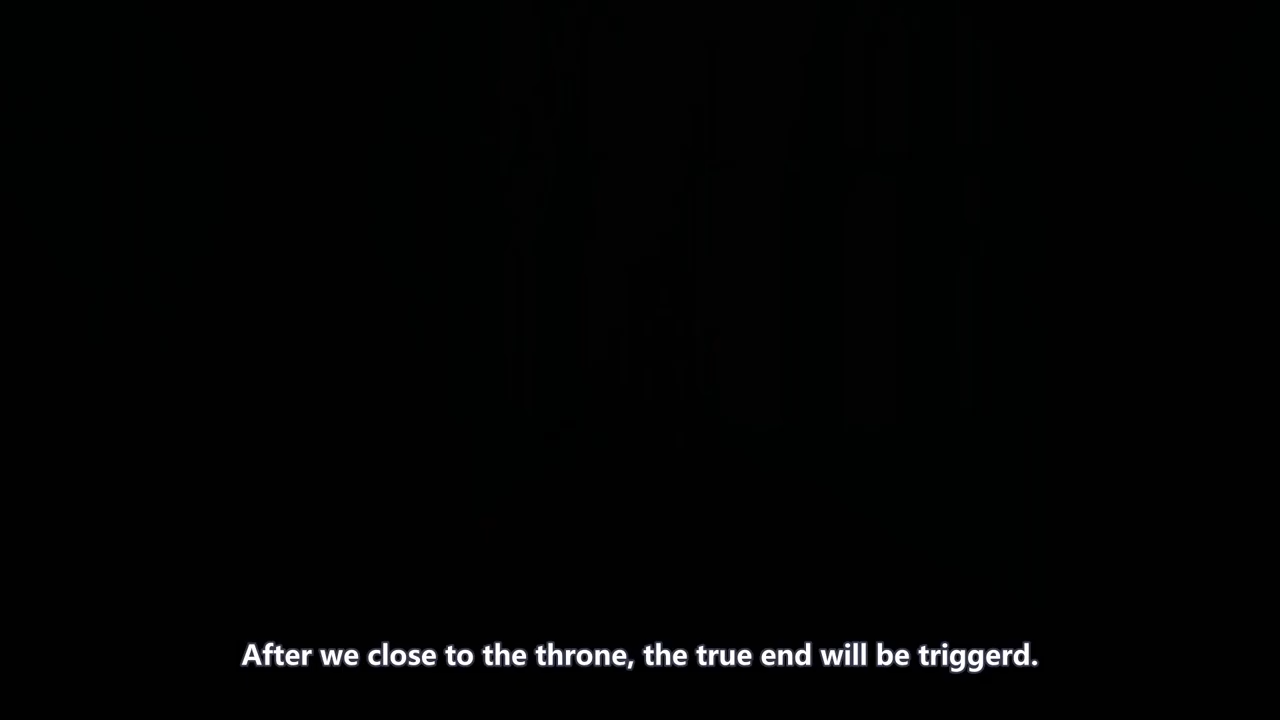 After we close to the throne, the true end will be triggerd.